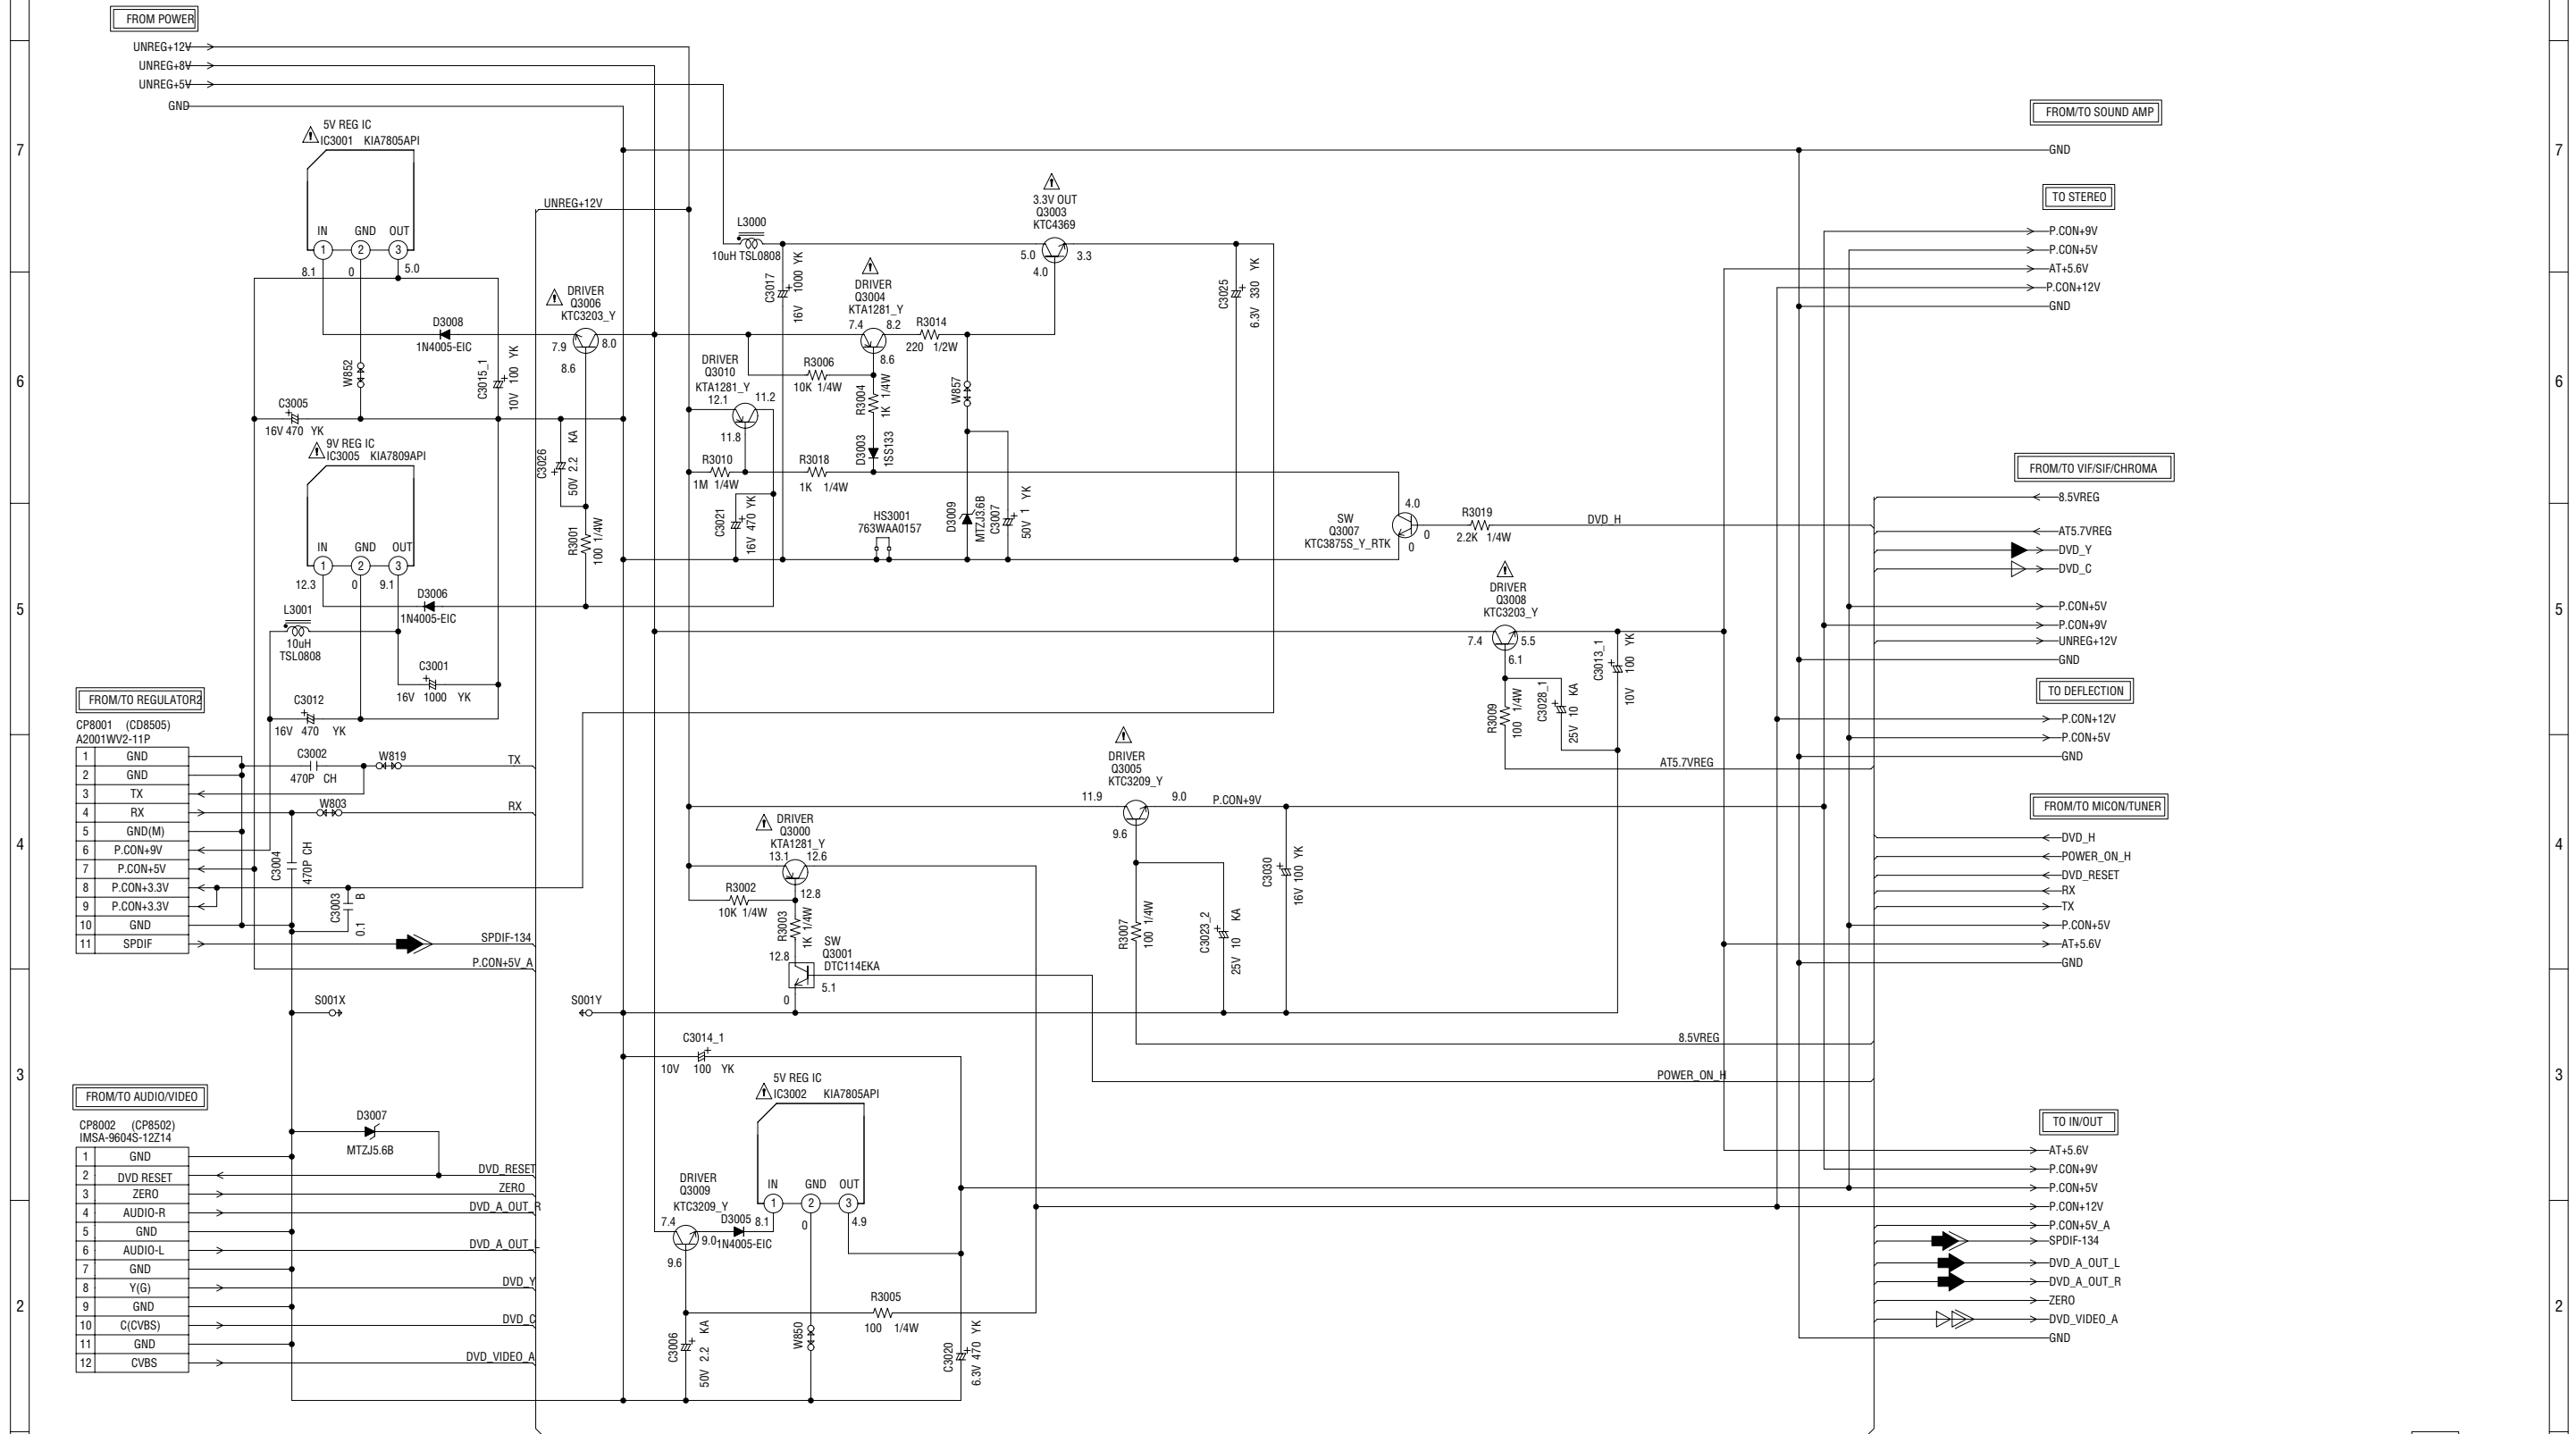 FROM POWER
UNREG+12V
UNREG+8V
UNREG+5V
GND
5V REG IC
IC3001 KIA7805API
IN GND OUT
1 2 3
8.1 0 5.0
UNREG+12V
DRIVER
Q3006
KTC3203_Y
7.9 8.0
8.6
D3008
1N4005-EIC
W852
C3015_1
10V 100 YK
C3005
16V 470 YK
9V REG IC
IC3005 KIA7809API
IN GND OUT
1 2 3
12.3 0 9.1
C3026
50V 2.2 KA
R3001
100 1/4W
D3006
1N4005-EIC
L3001
10uH
TSL0808
C3001
16V 1000 YK
C3012
16V 470 YK
L3000
10uH TSL0808
C3017
16V 1000 YK
3.3V OUT
Q3003
KTC4369
5.0 3.3
4.0
DRIVER
Q3004
KTA1281_Y
7.4 8.2
8.6
R3014
220 1/2W
C3025
6.3V 330 YK
DRIVER
Q3010
KTA1281_Y
12.1 11.2
11.8
R3006
10K 1/4W
R3004
1K 1/4W
W857
D3003
1SS133
R3010
1M 1/4W
R3018
1K 1/4W
C3021
16V 470 YK
HS3001
763WAA0157
D3009
MTZJ3.6B
C3007
50V 1 YK
SW
Q3007
KTC3875S_Y_RTK
4.0
0
0
R3019
2.2K 1/4W
DVD_H
DRIVER
Q3008
KTC3203_Y
7.4 5.5
6.1
R3009
100 1/4W
C3028_1
25V 10 KA
C3013_1
10V 100 YK
AT5.7VREG
DRIVER
Q3005
KTC3209_Y
11.9 9.0
9.6
P.CON+9V
R3007
100 1/4W
C3023_2
25V 10 KA
C3030
16V 100 YK
DRIVER
Q3000
KTA1281_Y
13.1 12.6
12.8
R3002
10K 1/4W
R3003
1K 1/4W
SW
Q3001
DTC114EKA
12.8
5.1
0
8.5VREG
POWER_ON_H
FROM/TO REGULATOR2
CP8001 (CD8505)
A2001WV2-11P
1 GND
2 GND
3 TX
4 RX
5 GND(M)
6 P.CON+9V
7 P.CON+5V
8 P.CON+3.3V
9 P.CON+3.3V
10 GND
11 SPDIF
C3002
470P CH
W819
TX
W803
RX
C3004
470P CH
C3003
0.1 B
SPDIF-134
P.CON+5V_A
S001X
S001Y
C3014_1
10V 100 YK
5V REG IC
IC3002 KIA7805API
IN GND OUT
1 2 3
8.1 0 4.9
DRIVER
Q3009
KTC3209_Y
7.4 9.0
9.6
D3005
1N4005-EIC
R3005
100 1/4W
C3006
50V 2.2 KA
W850
C3020
6.3V 470 YK
FROM/TO AUDIO/VIDEO
CP8002 (CP8502)
IMSA-9604S-12Z14
1 GND
2 DVD RESET
3 ZERO
4 AUDIO-R
5 GND
6 AUDIO-L
7 GND
8 Y(G)
9 GND
10 C(CVBS)
11 GND
12 CVBS
D3007
MTZJ5.6B
DVD_RESET
ZERO
DVD_A_OUT_R
DVD_A_OUT_L
DVD_Y
DVD_C
DVD_VIDEO_A
FROM/TO SOUND AMP
GND
TO STEREO
P.CON+9V
P.CON+5V
AT+5.6V
P.CON+12V
GND
FROM/TO VIF/SIF/CHROMA
8.5VREG
AT5.7VREG
DVD_Y
DVD_C
P.CON+5V
P.CON+9V
UNREG+12V
GND
TO DEFLECTION
P.CON+12V
P.CON+5V
GND
FROM/TO MICON/TUNER
DVD_H
POWER_ON_H
DVD_RESET
RX
TX
P.CON+5V
AT+5.6V
GND
TO IN/OUT
AT+5.6V
P.CON+9V
P.CON+5V
P.CON+12V
P.CON+5V_A
SPDIF-134
DVD_A_OUT_L
DVD_A_OUT_R
ZERO
DVD_VIDEO_A
GND
7 7
6 6
5 5
4 4
3 3
2 2